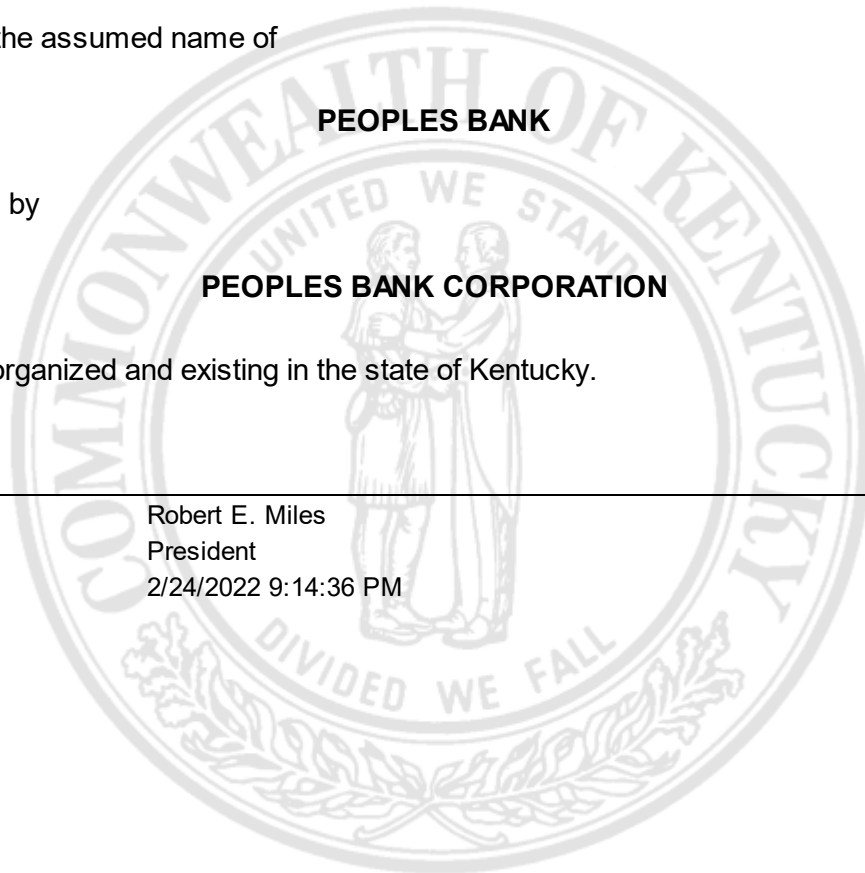 the assumed name of
PEOPLES BANK
by
PEOPLES BANK CORPORATION
organized and existing in the state of Kentucky.
Robert E. Miles
President
2/24/2022 9:14:36 PM
COMMONWEALTH OF KENTUCKY
UNITED WE STAND
DIVIDED WE FALL